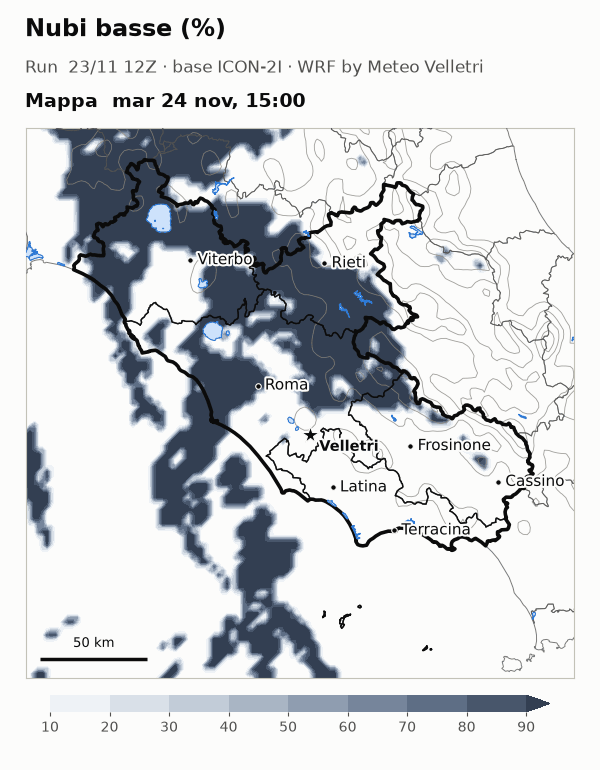 Nubi basse (%)
Run  23/11 12Z · base ICON-2I · WRF by Meteo Velletri
Mappa  mar 24 nov, 15:00
Viterbo
Rieti
Roma
Velletri
Frosinone
Cassino
Latina
Terracina
50 km
10 20 30 40 50 60 70 80 90